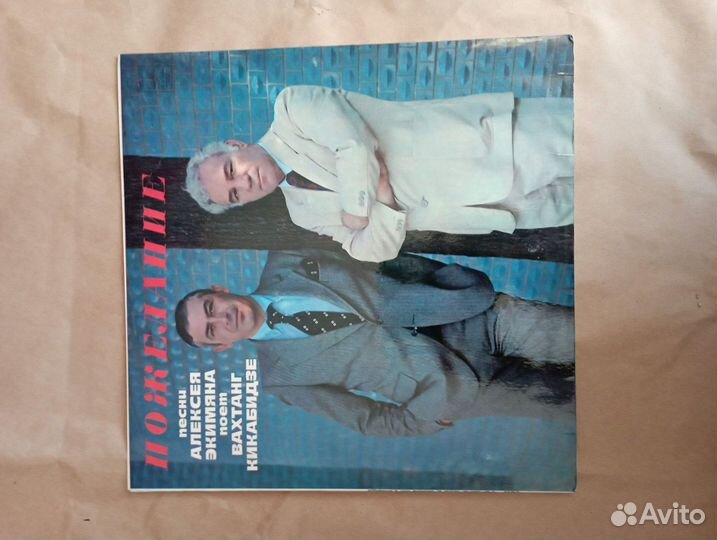 ПОЖЕЛАНИЕ
песни
АЛЕКСЕЯ
ЭКИМЯНА
поет
ВАХТАНГ
КИКАБИДЗЕ
Avito